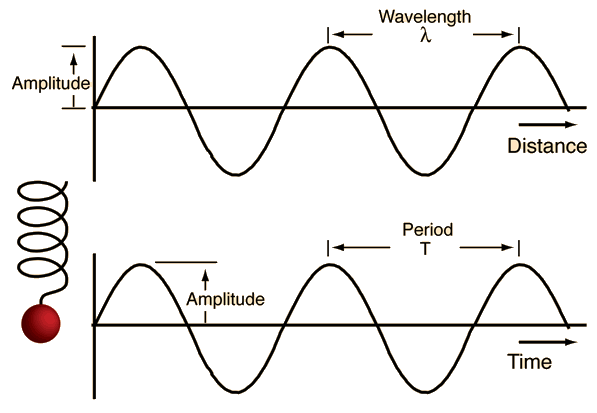 Wavelength
λ
Amplitude
Distance
Period
T
Amplitude
Time